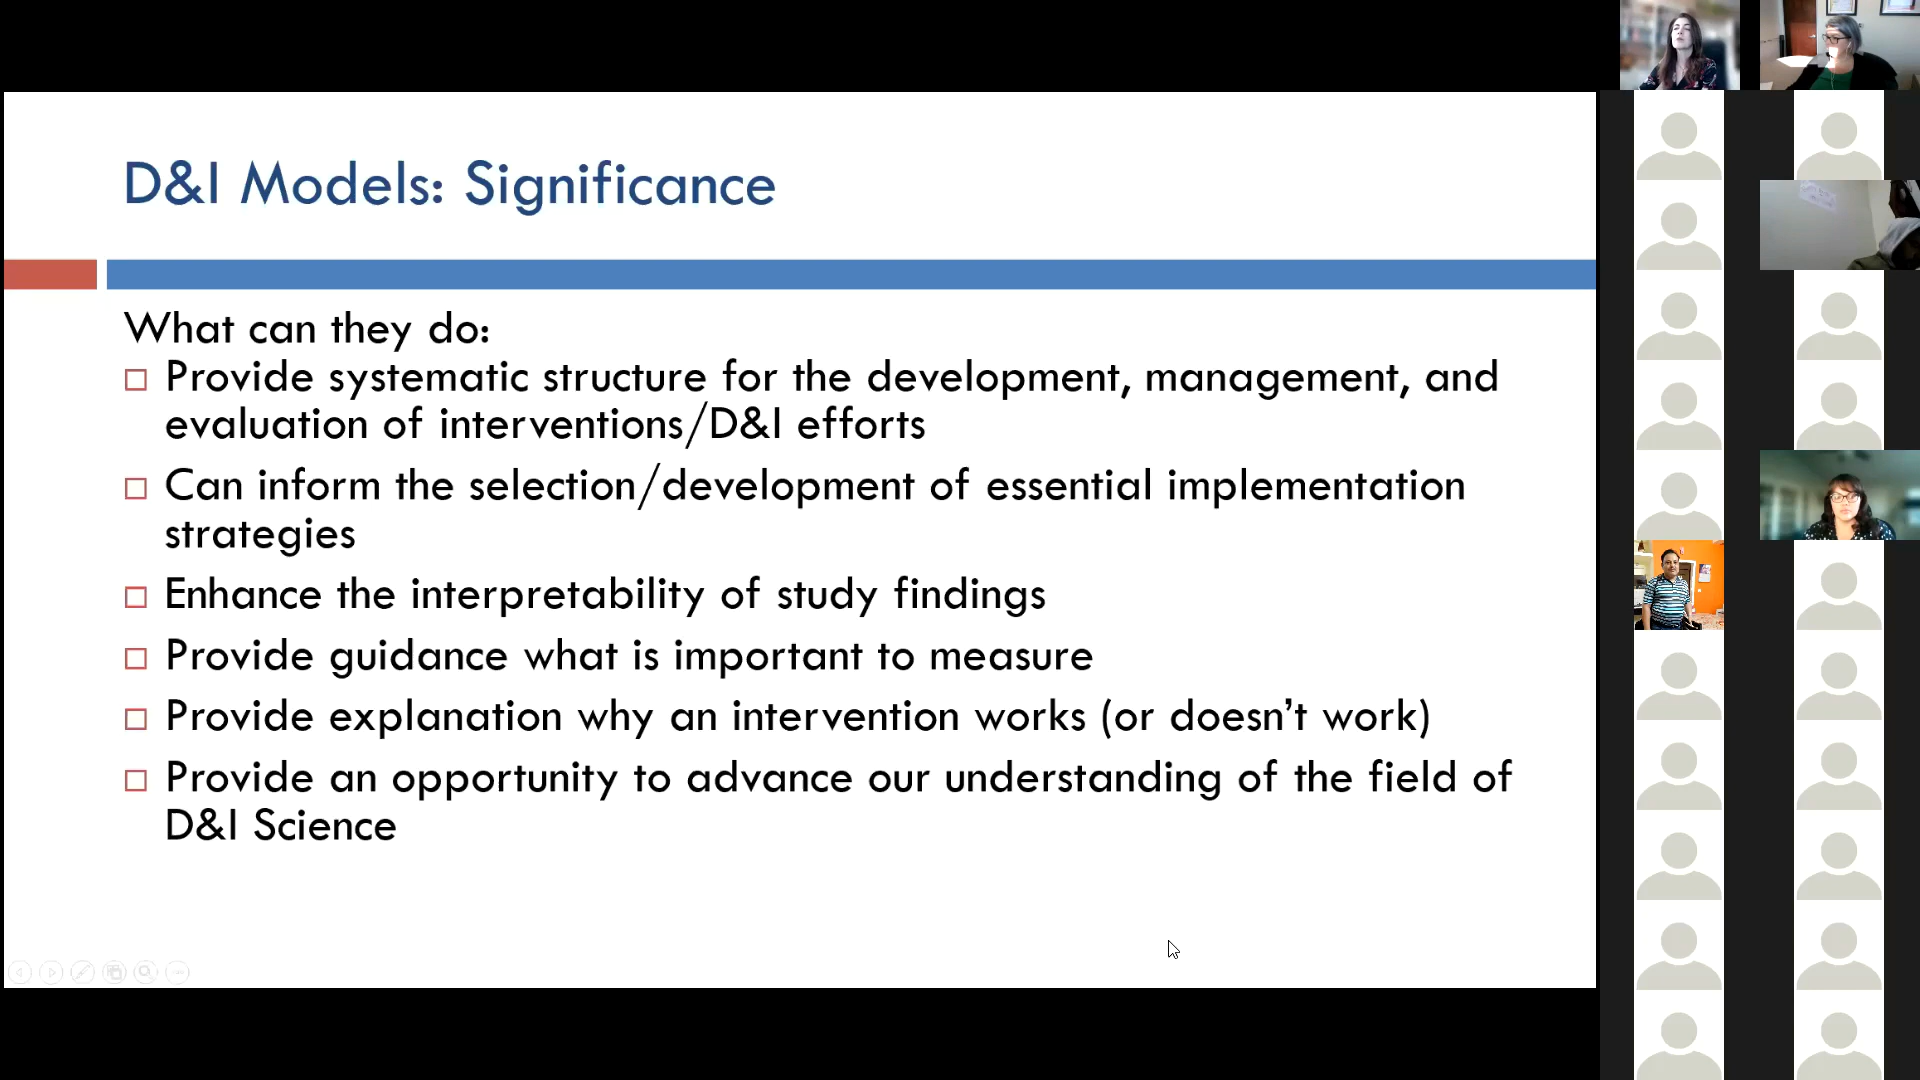 D&I Models: Significance
What can they do:
Provide systematic structure for the development, management, and
evaluation of interventions/D&I efforts
Can inform the selection/development of essential implementation
strategies
Enhance the interpretability of study findings
Provide guidance what is important to measure
Provide explanation why an intervention works (or doesn't work)
Provide an opportunity to advance our understanding of the field of
D&I Science